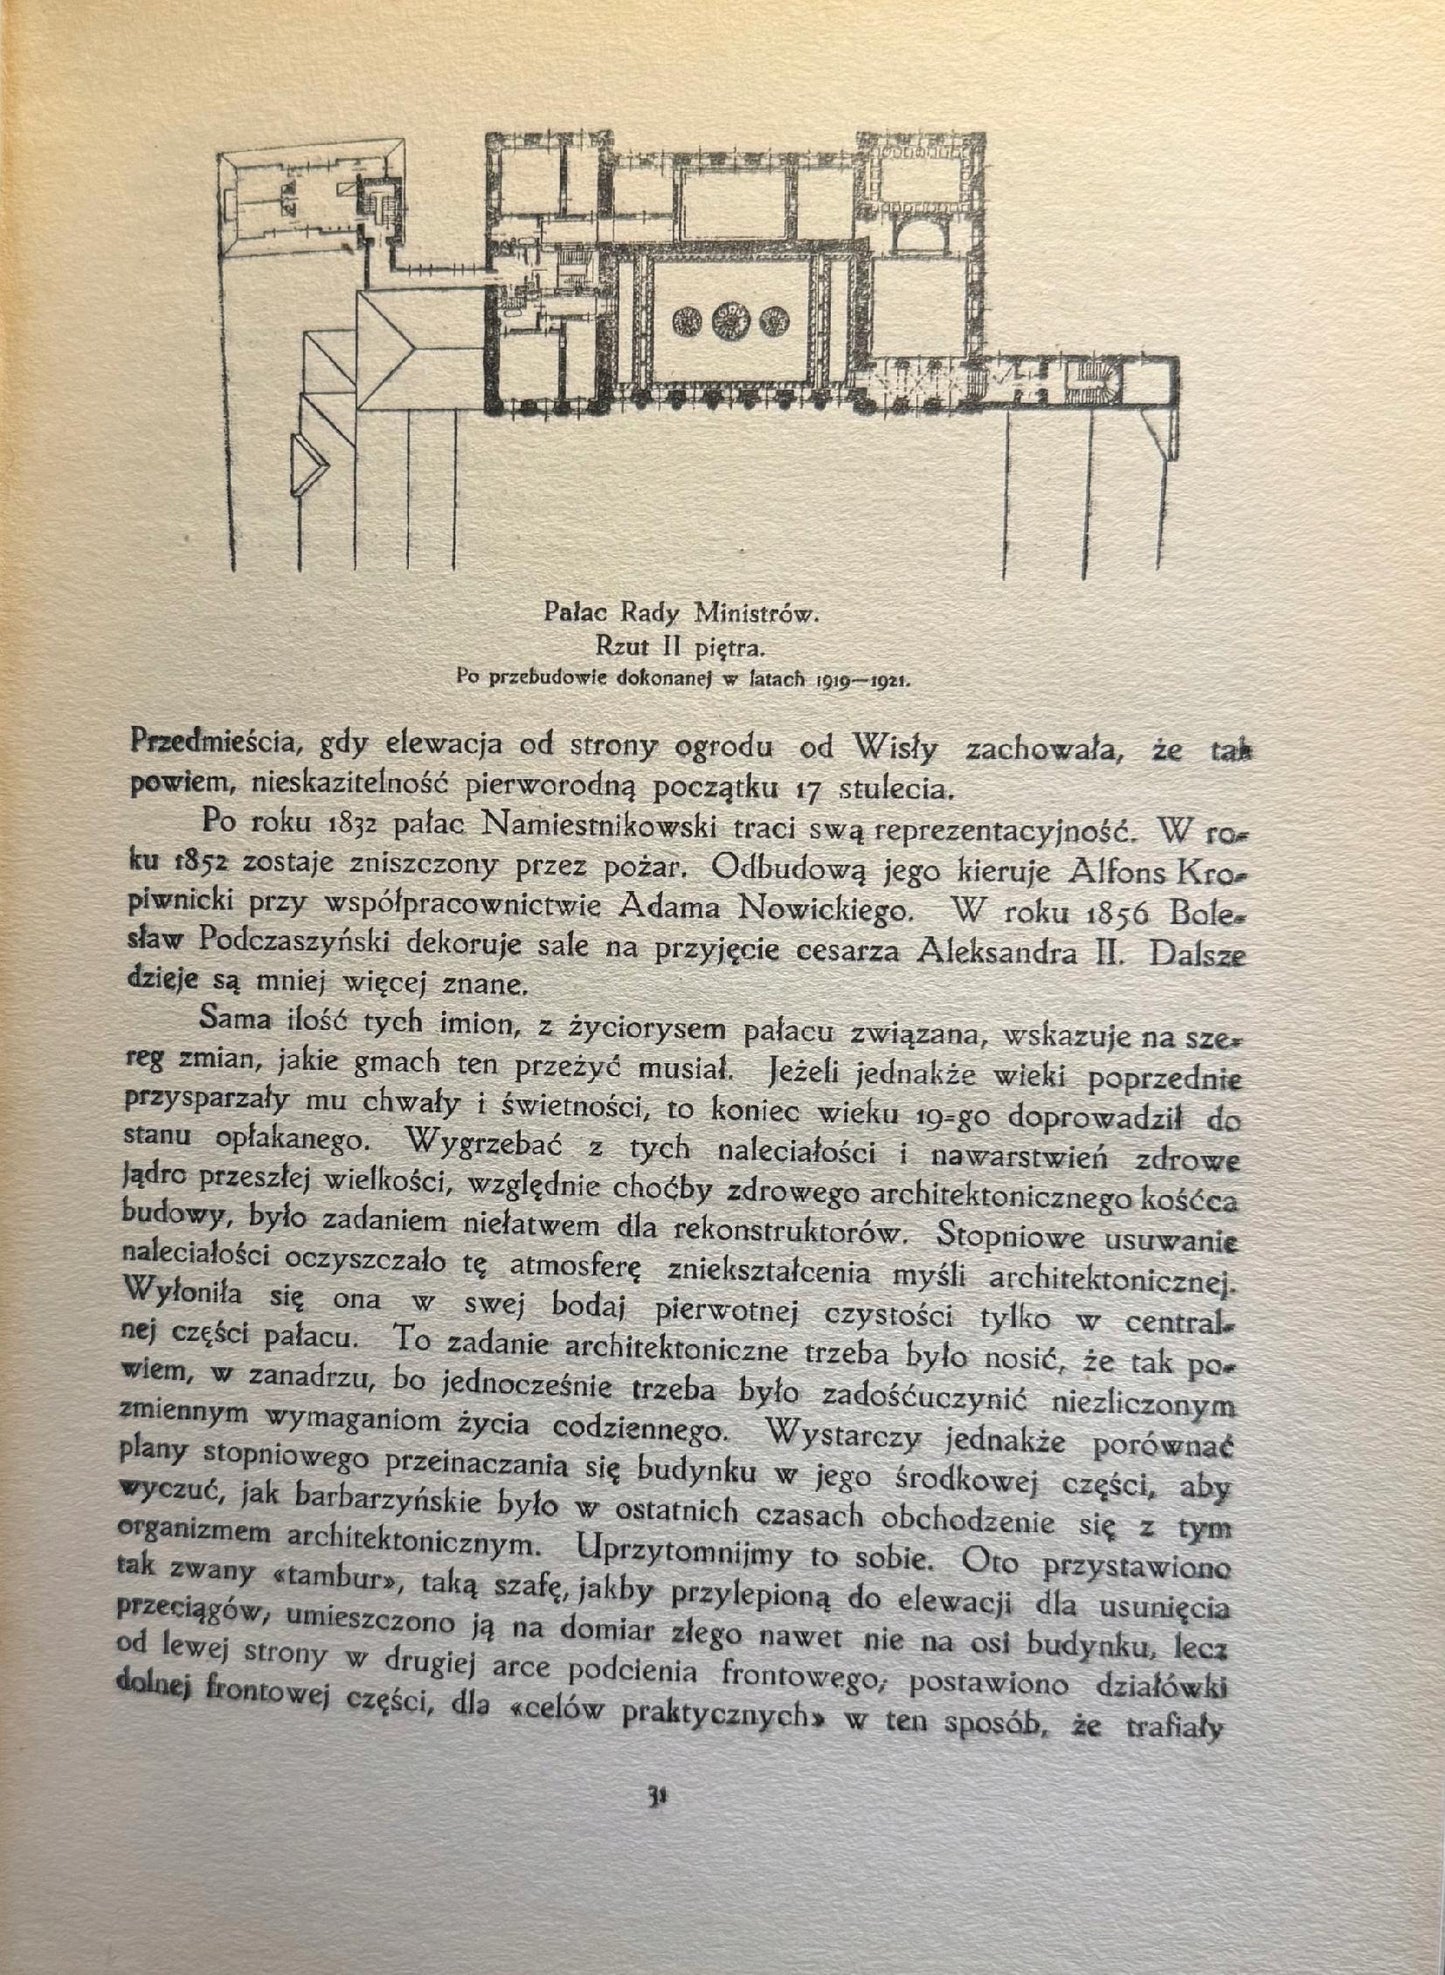 Pałac Rady Ministrów.
Rzut II piętra.
Po przebudowie dokonanej w latach 1919—1921.
Przedmieścia, gdy elewacja od strony ogrodu od Wisły zachowała, że tak
powiem, nieskazitelność pierworodną początku 17 stulecia.
Po roku 1832 pałac Namiestnikowski traci swą reprezentacyjność. W ro-
ku 1852 zostaje zniszczony przez pożar. Odbudową jego kieruje Alfons Kro-
piwnicki przy współpracownictwie Adama Nowickiego. W roku 1856 Bole-
sław Podczaszyński dekoruje sale na przyjęcie cesarza Aleksandra II. Dalsze
dzieje są mniej więcej znane.
Sama ilość tych imion, z życiorysem pałacu związana, wskazuje na sze-
reg zmian, jakie gmach ten przeżyć musiał. Jeżeli jednakże wieki poprzednie
przysparzały mu chwały i świetności, to koniec wieku 19-go doprowadził do
stanu opłakanego. Wygrzebać z tych naleciałości i nawarstwień zdrowe
jądro przeszłej wielkości, względnie choćby zdrowego architektonicznego kośćca
budowy, było zadaniem niełatwem dla rekonstruktorów. Stopniowe usuwanie
naleciałości oczyszczało tę atmosferę zniekształcenia myśli architektonicznej.
Wyłoniła się ona w swej bodaj pierwotnej czystości tylko w central-
nej części pałacu. To zadanie architektoniczne trzeba było nosić, że tak po-
wiem, w zanadrzu, bo jednocześnie trzeba było zadośćuczynić niezliczonym
zmiennym wymaganiom życia codziennego. Wystarczy jednakże porównać
plany stopniowego przeinaczania się budynku w jego środkowej części, aby
wyczuć, jak barbarzyńskie było w ostatnich czasach obchodzenie się z tym
organizmem architektonicznym. Uprzytomnijmy to sobie. Oto przystawiono
tak zwany «tambur», taką szafę, jakby przylepioną do elewacji dla usunięcia
przeciągów, umieszczono ją na domiar złego nawet nie na osi budynku, lecz
od lewej strony w drugiej arce podcienia frontowego, postawiono działówki
dolnej frontowej części, dla «celów praktycznych» w ten sposób, że trafiały
31